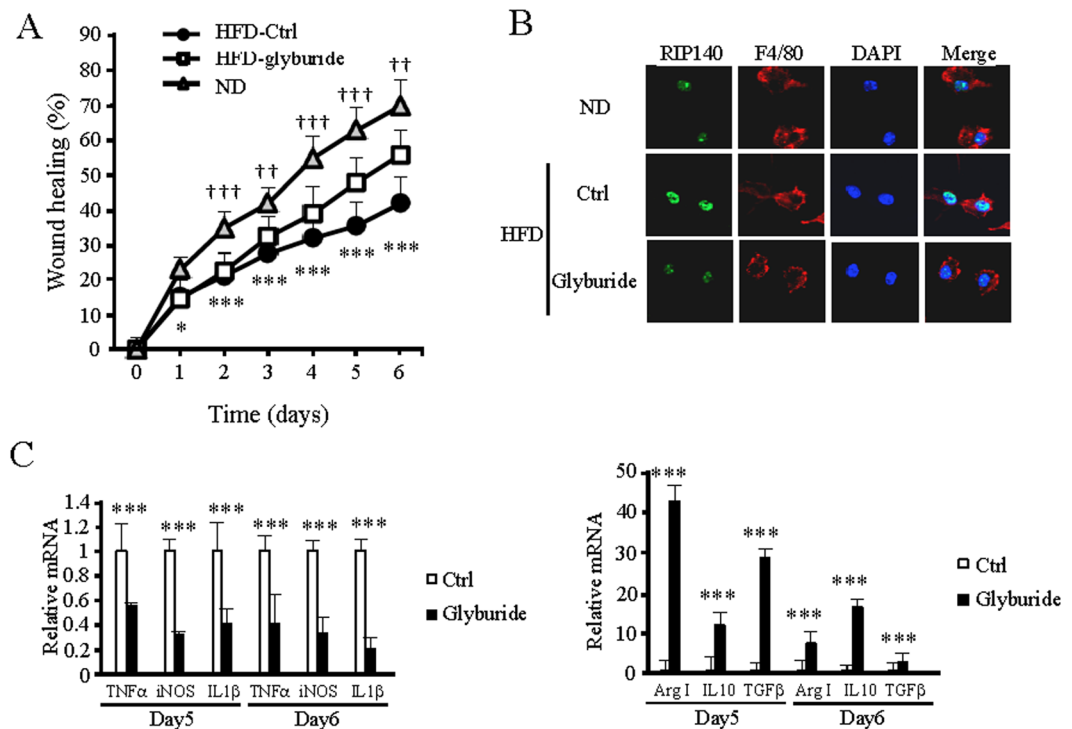 A
HFD-Ctrl
HFD-glyburide
ND
Wound healing (%)
90
80
70
60
50
40
30
20
10
0
††
†††
†††
††
†††
*
***
***
***
***
***
0 1 2 3 4 5 6
Time (days)
B
RIP140 F4/80 DAPI Merge
ND
HFD
Ctrl
Glyburide
C
Relative mRNA
1.4
1.2
1
0.8
0.6
0.4
0.2
0
*** *** *** *** *** ***
TNFα iNOS IL1β TNFα iNOS IL1β
Day5 Day6
Ctrl
Glyburide
Relative mRNA
50
40
30
20
10
0
*** *** *** *** *** ***
Arg I IL10 TGFβ Arg I IL10 TGFβ
Day5 Day6
Ctrl
Glyburide